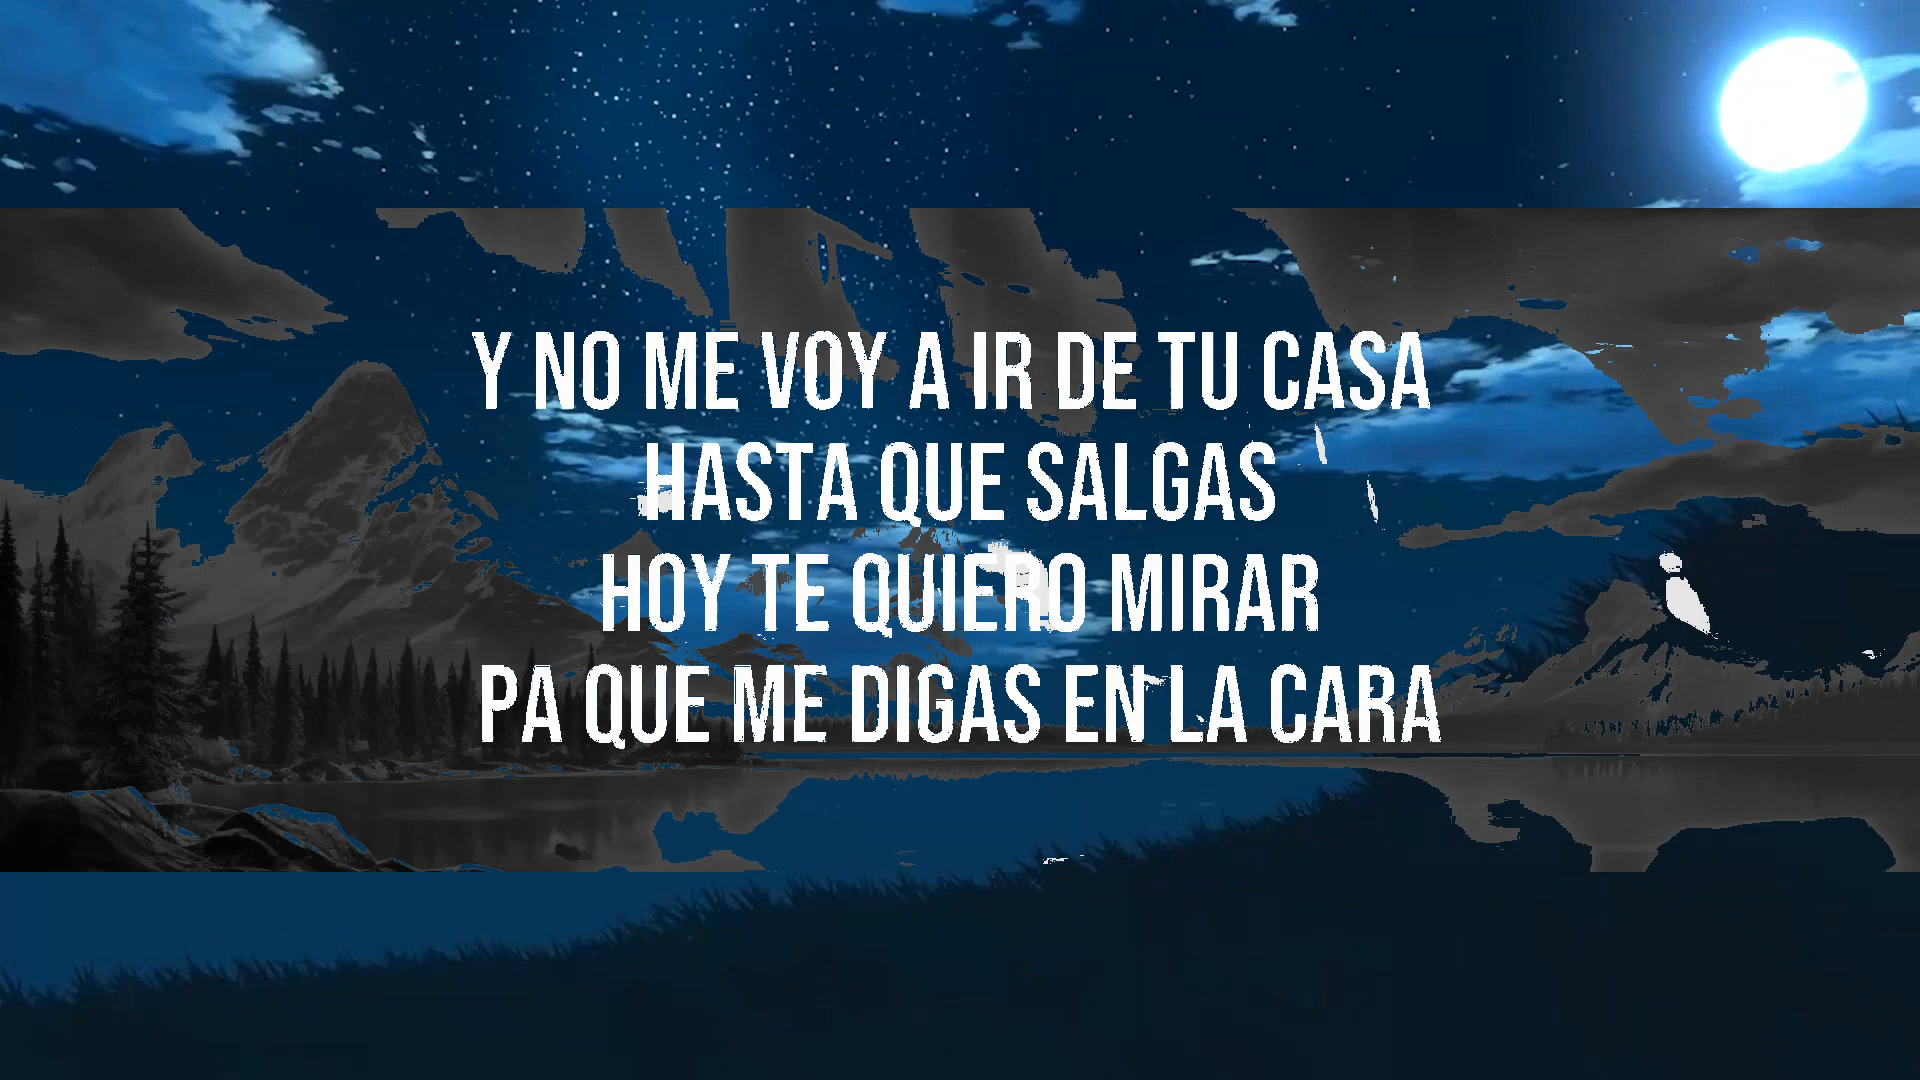 Y NO ME VOY A IR DE TU CASA
HASTA QUE SALGAS
HOY TE QUIERO MIRAR
PA QUE ME DIGAS EN LA CARA